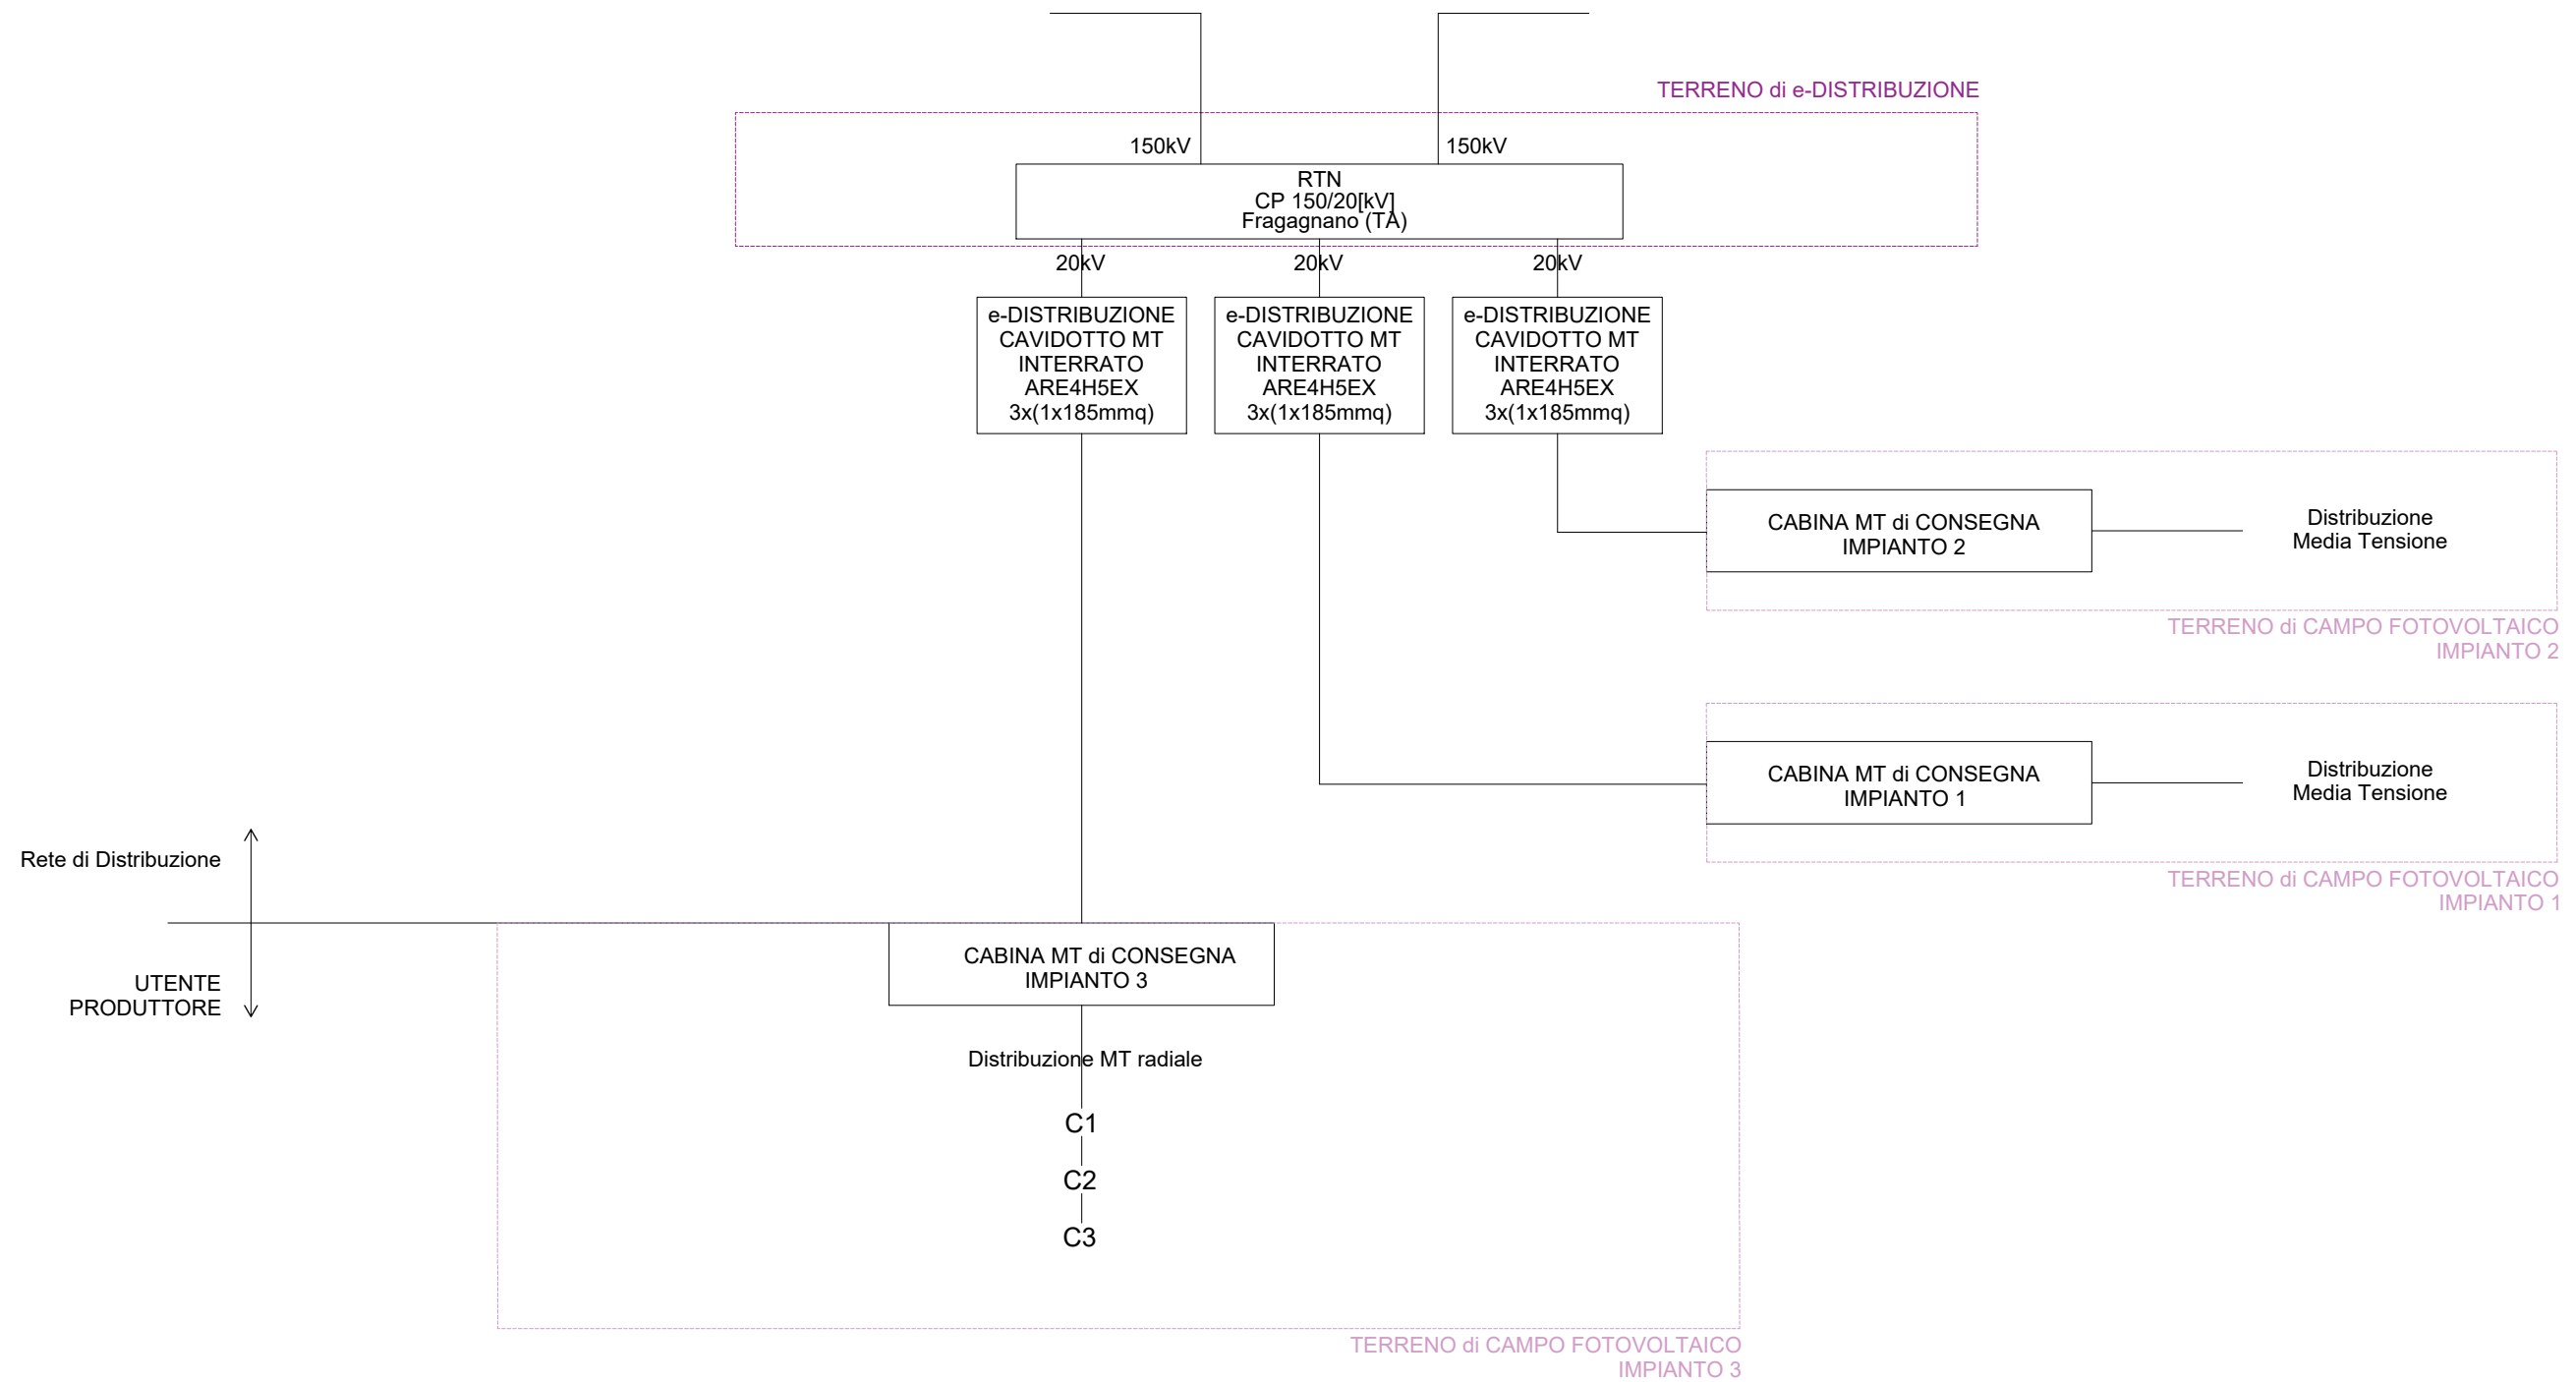 TERRENO di e-DISTRIBUZIONE
150kV
150kV
RTN
CP 150/20[kV]
Fragagnano (TA)
20kV
20kV
20kV
e-DISTRIBUZIONE
CAVIDOTTO MT
INTERRATO
ARE4H5EX
3x(1x185mmq)
e-DISTRIBUZIONE
CAVIDOTTO MT
INTERRATO
ARE4H5EX
3x(1x185mmq)
e-DISTRIBUZIONE
CAVIDOTTO MT
INTERRATO
ARE4H5EX
3x(1x185mmq)
CABINA MT di CONSEGNA
IMPIANTO 2
Distribuzione
Media Tensione
TERRENO di CAMPO FOTOVOLTAICO
IMPIANTO 2
CABINA MT di CONSEGNA
IMPIANTO 1
Distribuzione
Media Tensione
TERRENO di CAMPO FOTOVOLTAICO
IMPIANTO 1
Rete di Distribuzione
UTENTE
PRODUTTORE
CABINA MT di CONSEGNA
IMPIANTO 3
Distribuzione MT radiale
C1
C2
C3
TERRENO di CAMPO FOTOVOLTAICO
IMPIANTO 3